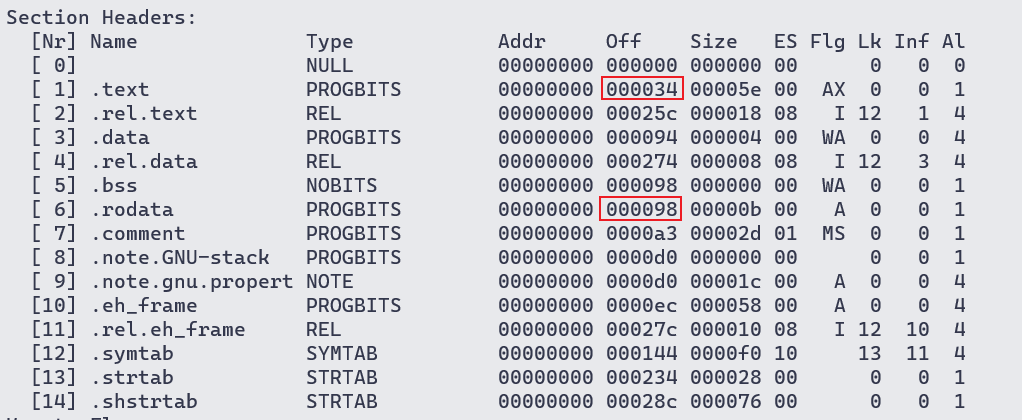 Section Headers:
[Nr] Name Type Addr Off Size ES Flg Lk Inf Al
[ 0] NULL 00000000 000000 000000 00 0 0 0
[ 1] .text PROGBITS 00000000 000034 00005e 00 AX 0 0 1
[ 2] .rel.text REL 00000000 00025c 000018 08 I 12 1 4
[ 3] .data PROGBITS 00000000 000094 000004 00 WA 0 0 4
[ 4] .rel.data REL 00000000 000274 000008 08 I 12 3 4
[ 5] .bss NOBITS 00000000 000098 000000 00 WA 0 0 1
[ 6] .rodata PROGBITS 00000000 000098 00000b 00 A 0 0 1
[ 7] .comment PROGBITS 00000000 0000a3 00002d 01 MS 0 0 1
[ 8] .note.GNU-stack PROGBITS 00000000 0000d0 000000 00 0 0 1
[ 9] .note.gnu.propert NOTE 00000000 0000d0 00001c 00 A 0 0 4
[10] .eh_frame PROGBITS 00000000 0000ec 000058 00 A 0 0 4
[11] .rel.eh_frame REL 00000000 00027c 000010 08 I 12 10 4
[12] .symtab SYMTAB 00000000 000144 0000f0 10 13 11 4
[13] .strtab STRTAB 00000000 000234 000028 00 0 0 1
[14] .shstrtab STRTAB 00000000 00028c 000076 00 0 0 1